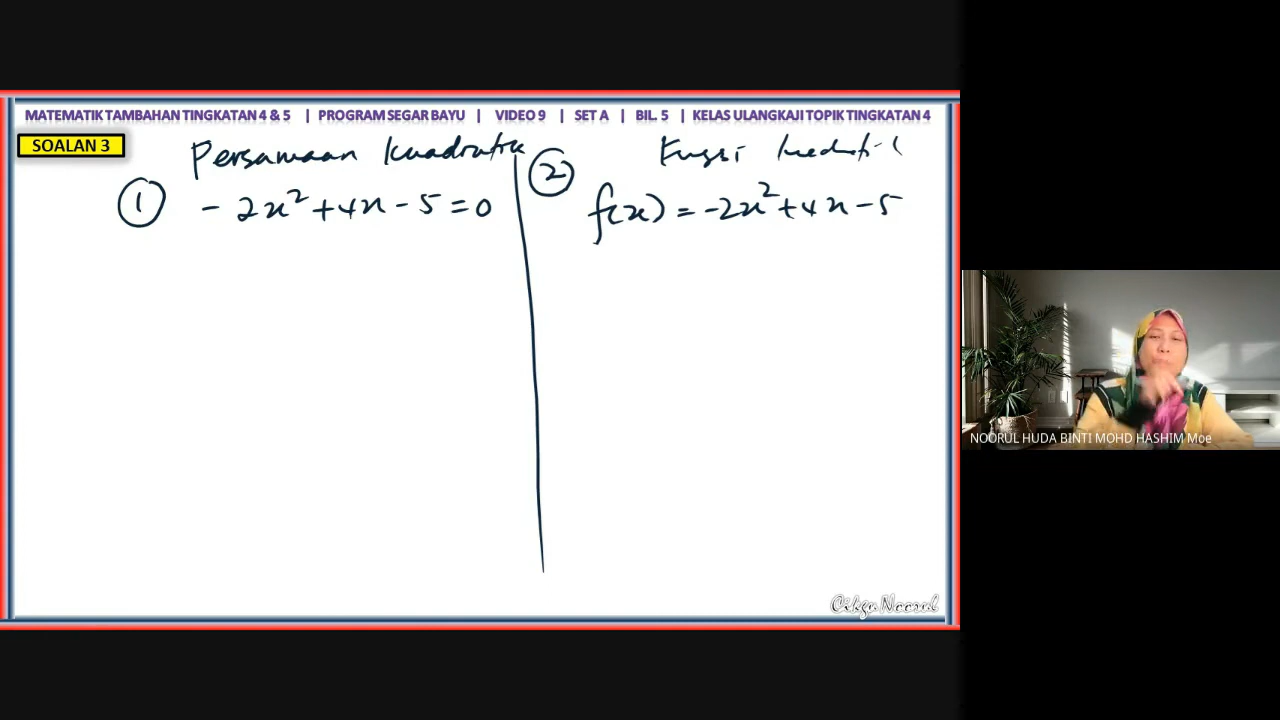 MATEMATIK TAMBAHAN TINGKATAN 4 & 5 | PROGRAM SEGAR BAYU | VIDEO 9 | SET A | BIL. 5 | KELAS ULANGKAJI TOPIK TINGKATAN 4
SOALAN 3
Persamaan Kuadratik
① -2x² + 4x - 5 = 0
②
f(x) = -2x² + 4x - 5
NOORUL HUDA BINTI MOHD HASHIM Moe
Cikgu Noorul